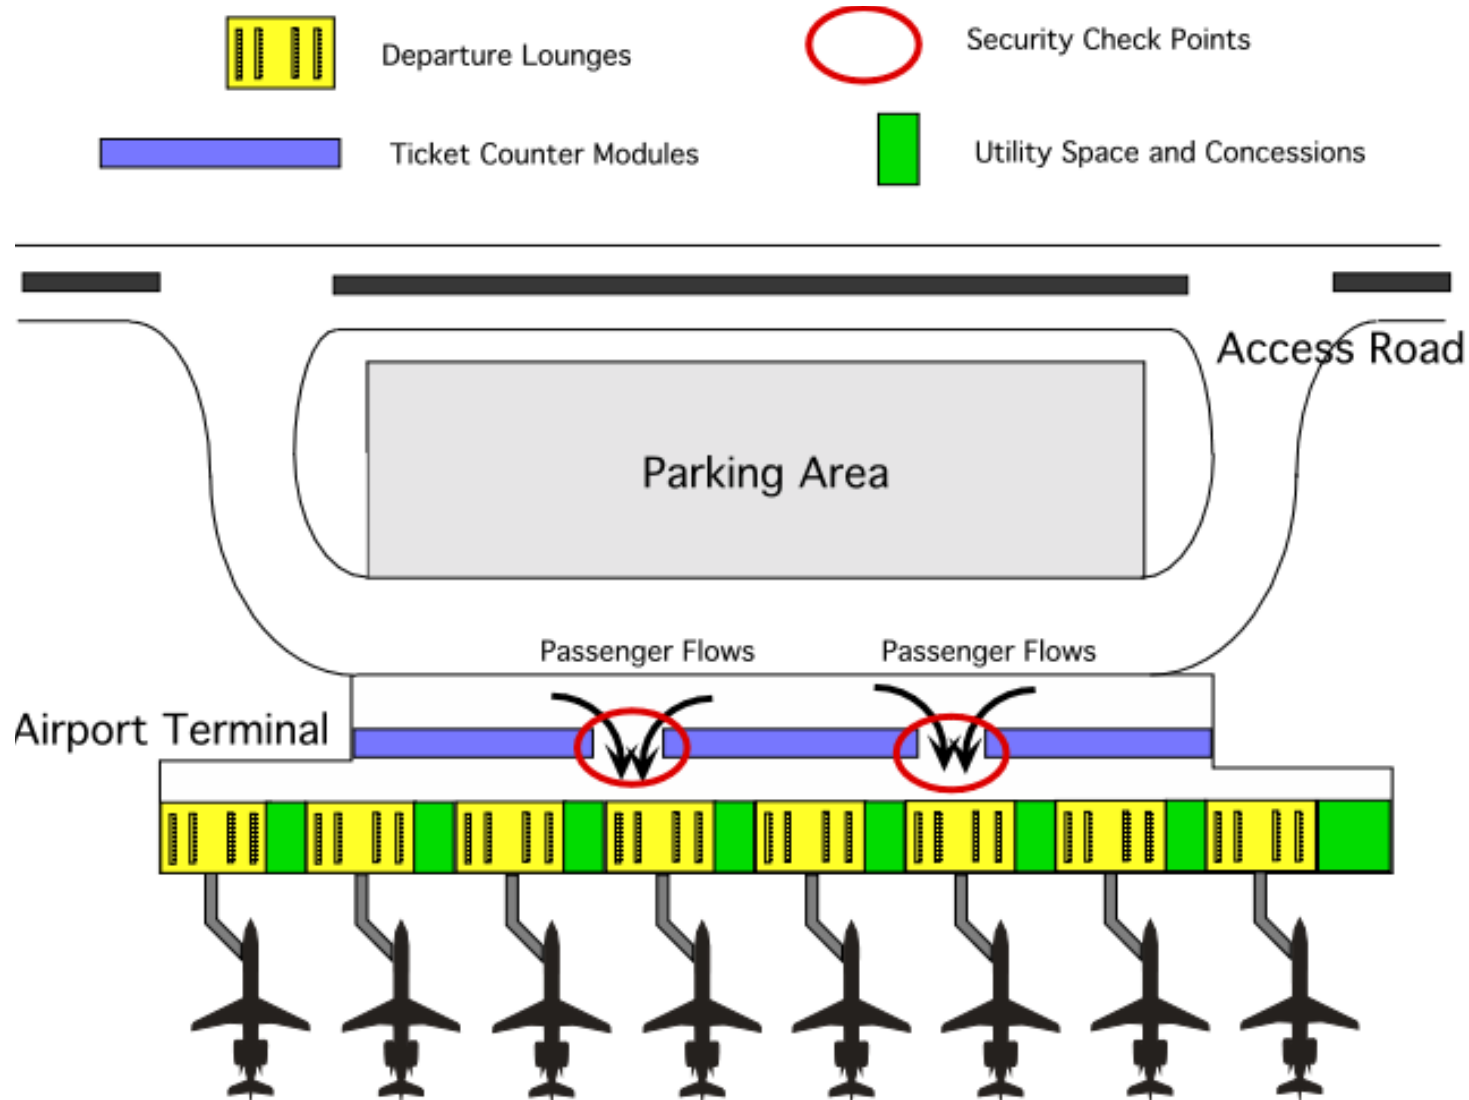 Departure Lounges
Security Check Points
Ticket Counter Modules
Utility Space and Concessions
Access Road
Parking Area
Passenger Flows
Passenger Flows
Airport Terminal